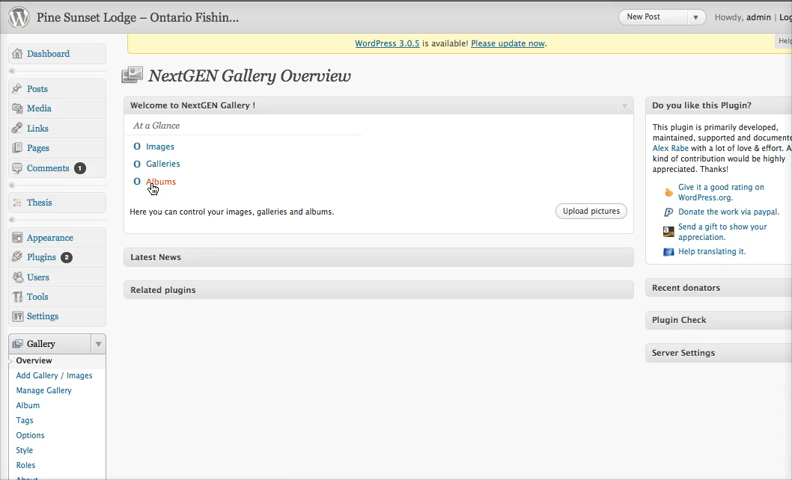 Pine Sunset Lodge – Ontario Fishin...
New Post
Howdy, admin | Log
WordPress 3.0.5 is available! Please update now.
Help
Dashboard
Posts
Media
Links
Pages
Comments 1
Thesis
Appearance
Plugins 2
Users
Tools
Settings
Gallery
Overview
Add Gallery / Images
Manage Gallery
Album
Tags
Options
Style
Roles
About
NextGEN Gallery Overview
Welcome to NextGEN Gallery !
At a Glance
0 Images
0 Galleries
0 Albums
Here you can control your images, galleries and albums.
Upload pictures
Latest News
Related plugins
Do you like this Plugin?
This plugin is primarily developed,
maintained, supported and documente
Alex Rabe with a lot of love & effort. A
kind of contribution would be highly
appreciated. Thanks!
Give it a good rating on
WordPress.org.
Donate the work via paypal.
Send a gift to show your
appreciation.
Help translating it.
Recent donators
Plugin Check
Server Settings